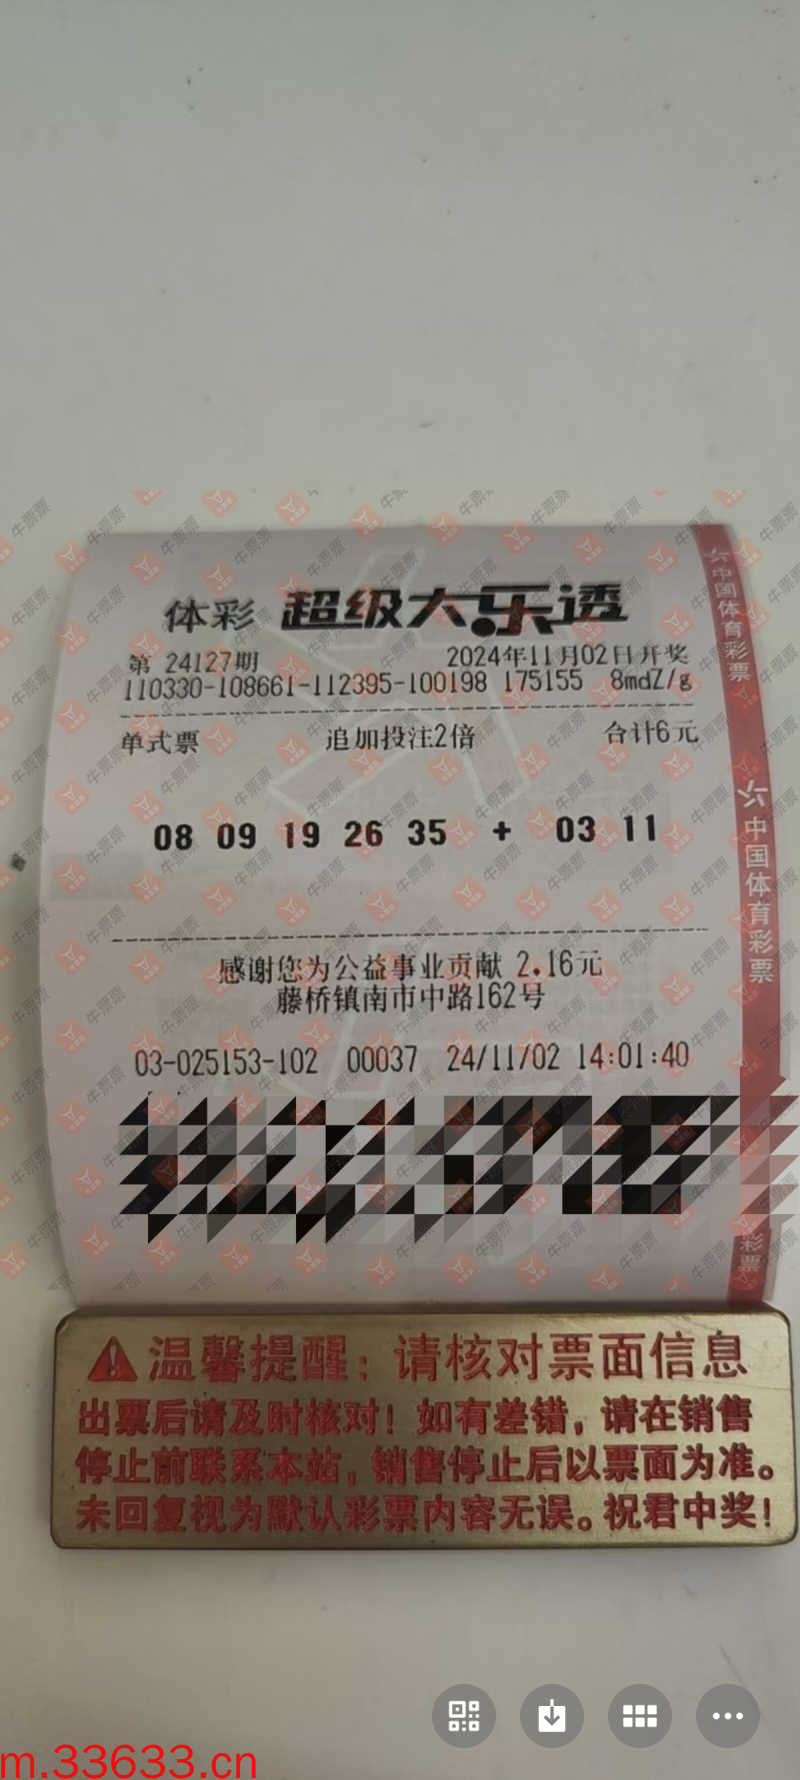 体彩 超级大乐透
第 24127期 2024年11月02日开奖
110330-108661-112395-100198 175155 8mdZ/g
单式票 追加投注2倍 合计6元
08 09 19 26 35 + 03 11
感谢您为公益事业贡献 2.16元
藤桥镇南市中路162号
03-025153-102 00037 24/11/02 14:01:40
中国体育彩票
中国体育彩票
彩票
牛票票
温馨提醒：请核对票面信息
出票后请及时核对！如有差错，请在销售
停止前联系本站，销售停止后以票面为准。
未回复视为默认彩票内容无误。祝君中奖！
m.33633.cn